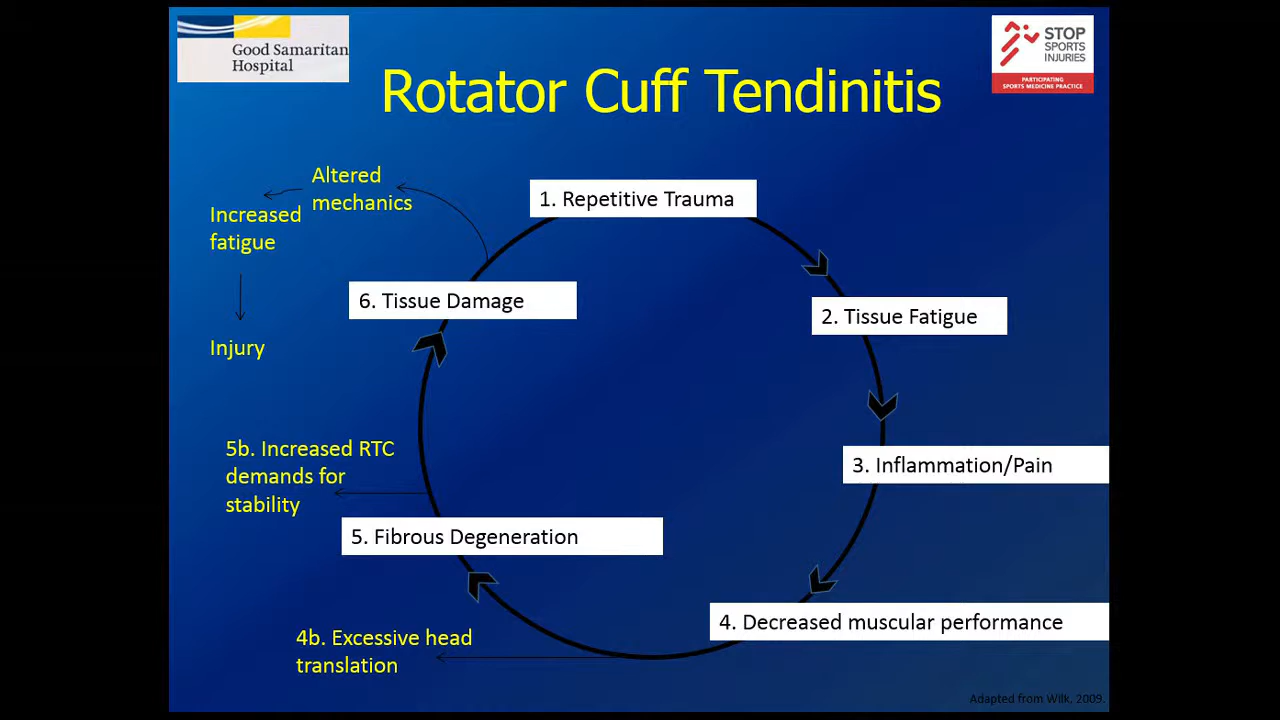 Good Samaritan
Hospital
STOP
SPORTS
INJURIES
PARTICIPATING
SPORTS MEDICINE PRACTICE
Rotator Cuff Tendinitis
Altered
mechanics
Increased
fatigue
Injury
1. Repetitive Trauma
2. Tissue Fatigue
3. Inflammation/Pain
4. Decreased muscular performance
4b. Excessive head
translation
5. Fibrous Degeneration
5b. Increased RTC
demands for
stability
6. Tissue Damage
Adapted from Wilk, 2009.